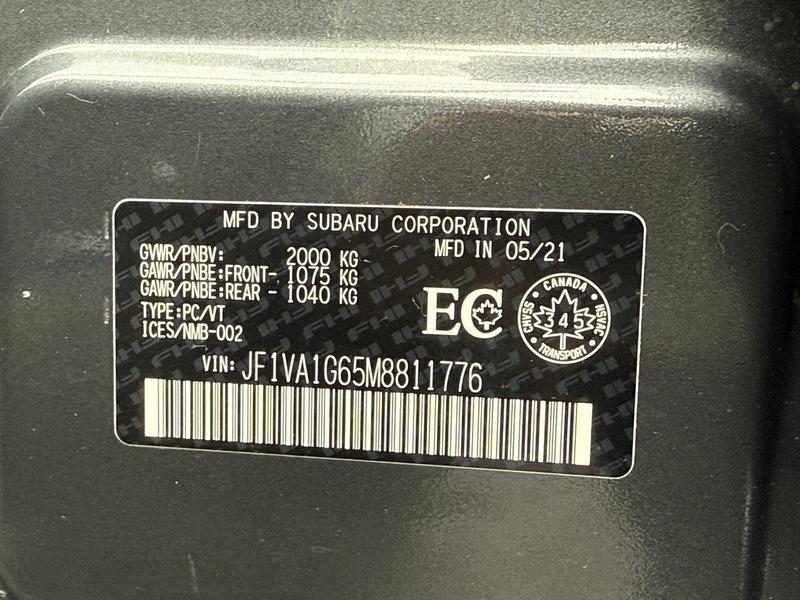 MFD BY SUBARU CORPORATION
GVWR/PNBV: 2000 KG MFD IN 05/21
GAWR/PNBE:FRONT- 1075 KG
GAWR/PNBE:REAR - 1040 KG
TYPE:PC/VT
ICES/NMB-002
EC
CANADA
CMVSS 345 NSVAC
TRANSPORT
VIN: JF1VA1G65M8811776